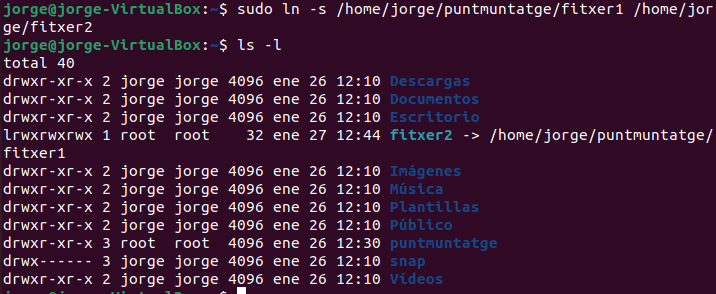 jorge@jorge-VirtualBox:~$ sudo ln -s /home/jorge/puntmuntatge/fitxer1 /home/jor
ge/fitxer2
jorge@jorge-VirtualBox:~$ ls -l
total 40
drwxr-xr-x 2 jorge jorge 4096 ene 26 12:10 Descargas
drwxr-xr-x 2 jorge jorge 4096 ene 26 12:10 Documentos
drwxr-xr-x 2 jorge jorge 4096 ene 26 12:10 Escritorio
lrwxrwxrwx 1 root  root    32 ene 27 12:44 fitxer2 -> /home/jorge/puntmuntatge/
fitxer1
drwxr-xr-x 2 jorge jorge 4096 ene 26 12:10 Imágenes
drwxr-xr-x 2 jorge jorge 4096 ene 26 12:10 Música
drwxr-xr-x 2 jorge jorge 4096 ene 26 12:10 Plantillas
drwxr-xr-x 2 jorge jorge 4096 ene 26 12:10 Público
drwxr-xr-x 3 root  root  4096 ene 26 12:30 puntmuntatge
drwx------ 3 jorge jorge 4096 ene 26 12:10 snap
drwxr-xr-x 2 jorge jorge 4096 ene 26 12:10 Vídeos
jorge@jorge-VirtualBox:~$